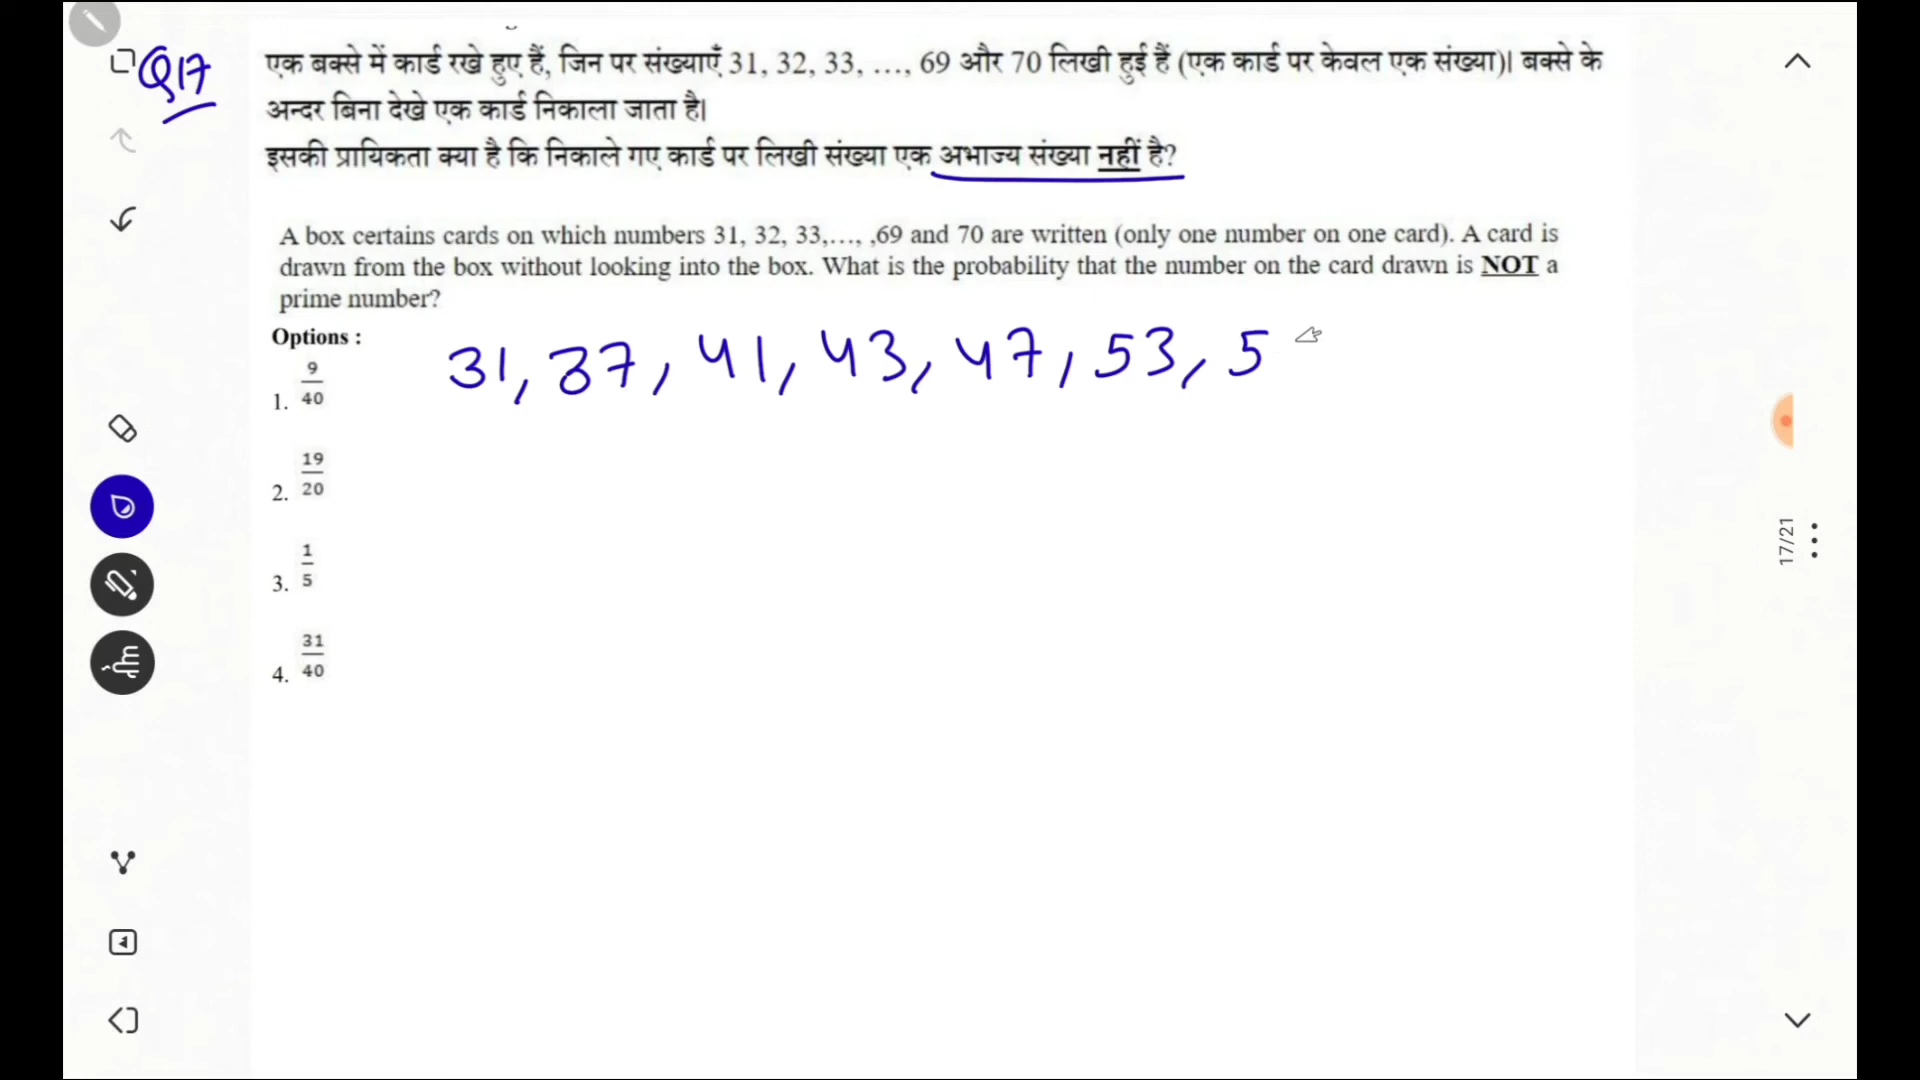 Q17
एक बक्से में कार्ड रखे हुए हैं, जिन पर संख्याएँ 31, 32, 33, ..., 69 और 70 लिखी हुई हैं (एक कार्ड पर केवल एक संख्या)। बक्से के
अन्दर बिना देखे एक कार्ड निकाला जाता है।
इसकी प्रायिकता क्या है कि निकाले गए कार्ड पर लिखी संख्या एक अभाज्य संख्या नहीं है?
A box certains cards on which numbers 31, 32, 33,..., ,69 and 70 are written (only one number on one card). A card is
drawn from the box without looking into the box. What is the probability that the number on the card drawn is NOT a
prime number?
Options :
31, 37, 41, 43, 47, 53, 5
1. 9/40
2. 19/20
3. 1/5
4. 31/40
17/21